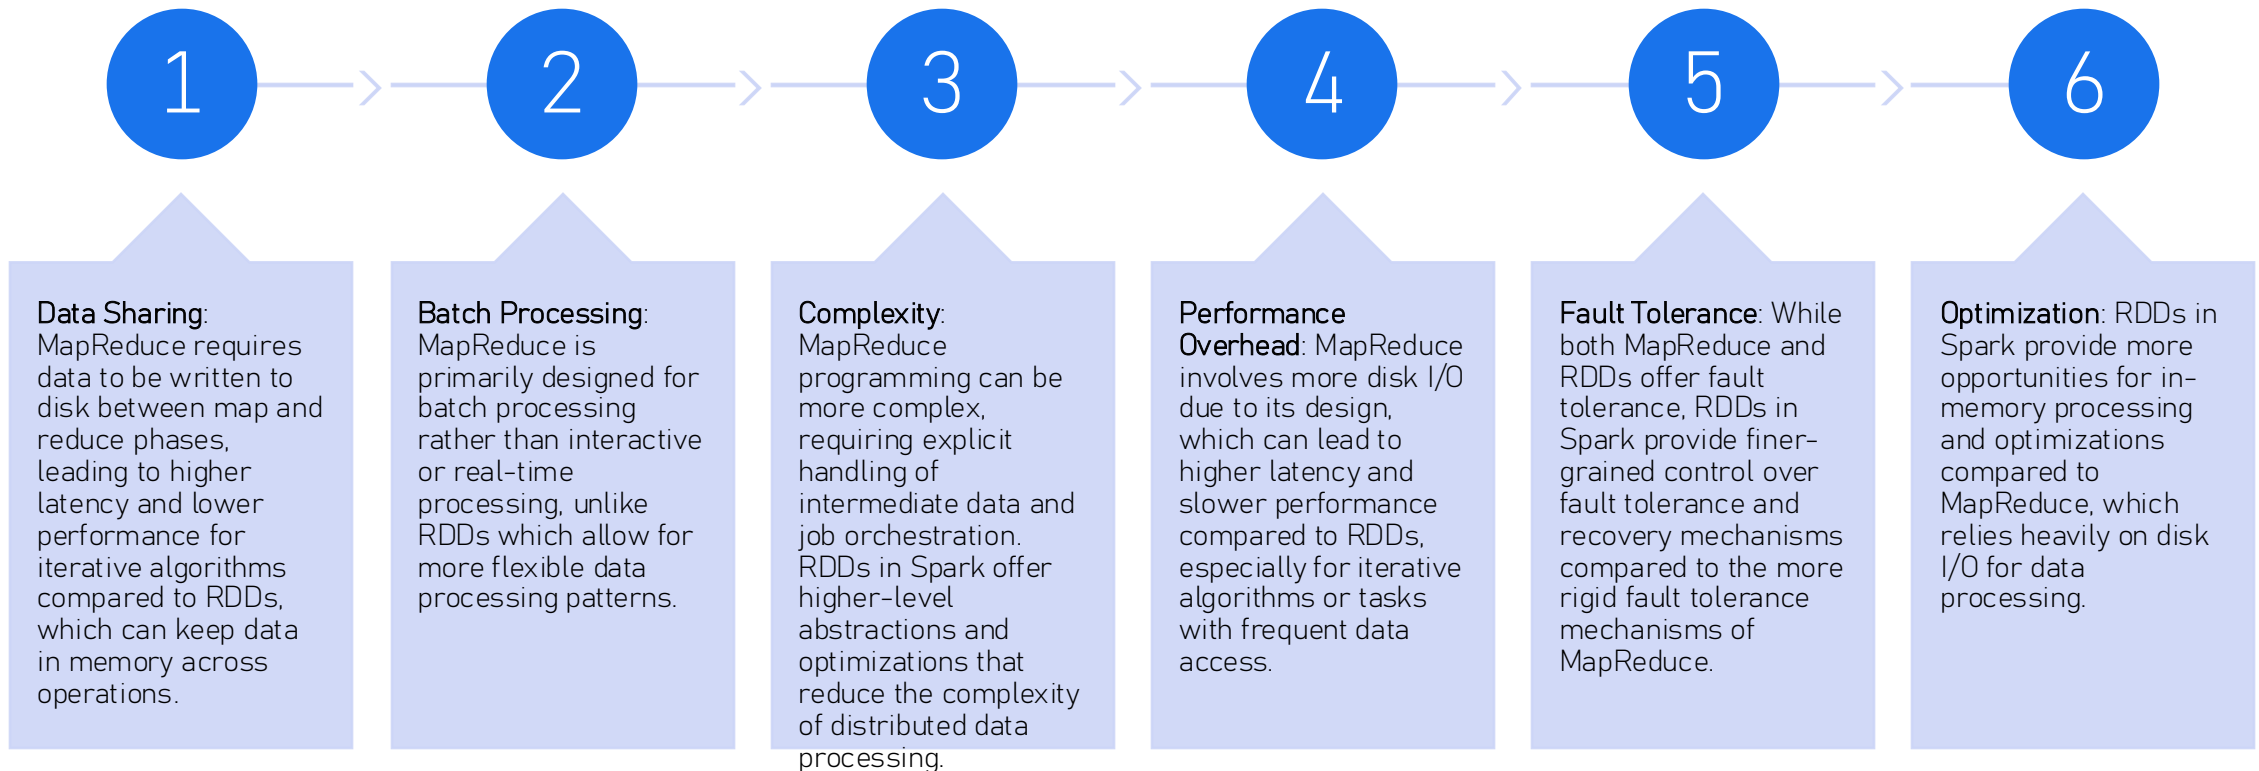 1
2
3
4
5
6
Data Sharing:
MapReduce requires
data to be written to
disk between map and
reduce phases,
leading to higher
latency and lower
performance for
iterative algorithms
compared to RDDs,
which can keep data
in memory across
operations.
Batch Processing:
MapReduce is
primarily designed for
batch processing
rather than interactive
or real-time
processing, unlike
RDDs which allow for
more flexible data
processing patterns.
Complexity:
MapReduce
programming can be
more complex,
requiring explicit
handling of
intermediate data and
job orchestration.
RDDs in Spark offer
higher-level
abstractions and
optimizations that
reduce the complexity
of distributed data
processing.
Performance
Overhead: MapReduce
involves more disk I/O
due to its design,
which can lead to
higher latency and
slower performance
compared to RDDs,
especially for iterative
algorithms or tasks
with frequent data
access.
Fault Tolerance: While
both MapReduce and
RDDs offer fault
tolerance, RDDs in
Spark provide finer-
grained control over
fault tolerance and
recovery mechanisms
compared to the more
rigid fault tolerance
mechanisms of
MapReduce.
Optimization: RDDs in
Spark provide more
opportunities for in-
memory processing
and optimizations
compared to
MapReduce, which
relies heavily on disk
I/O for data
processing.